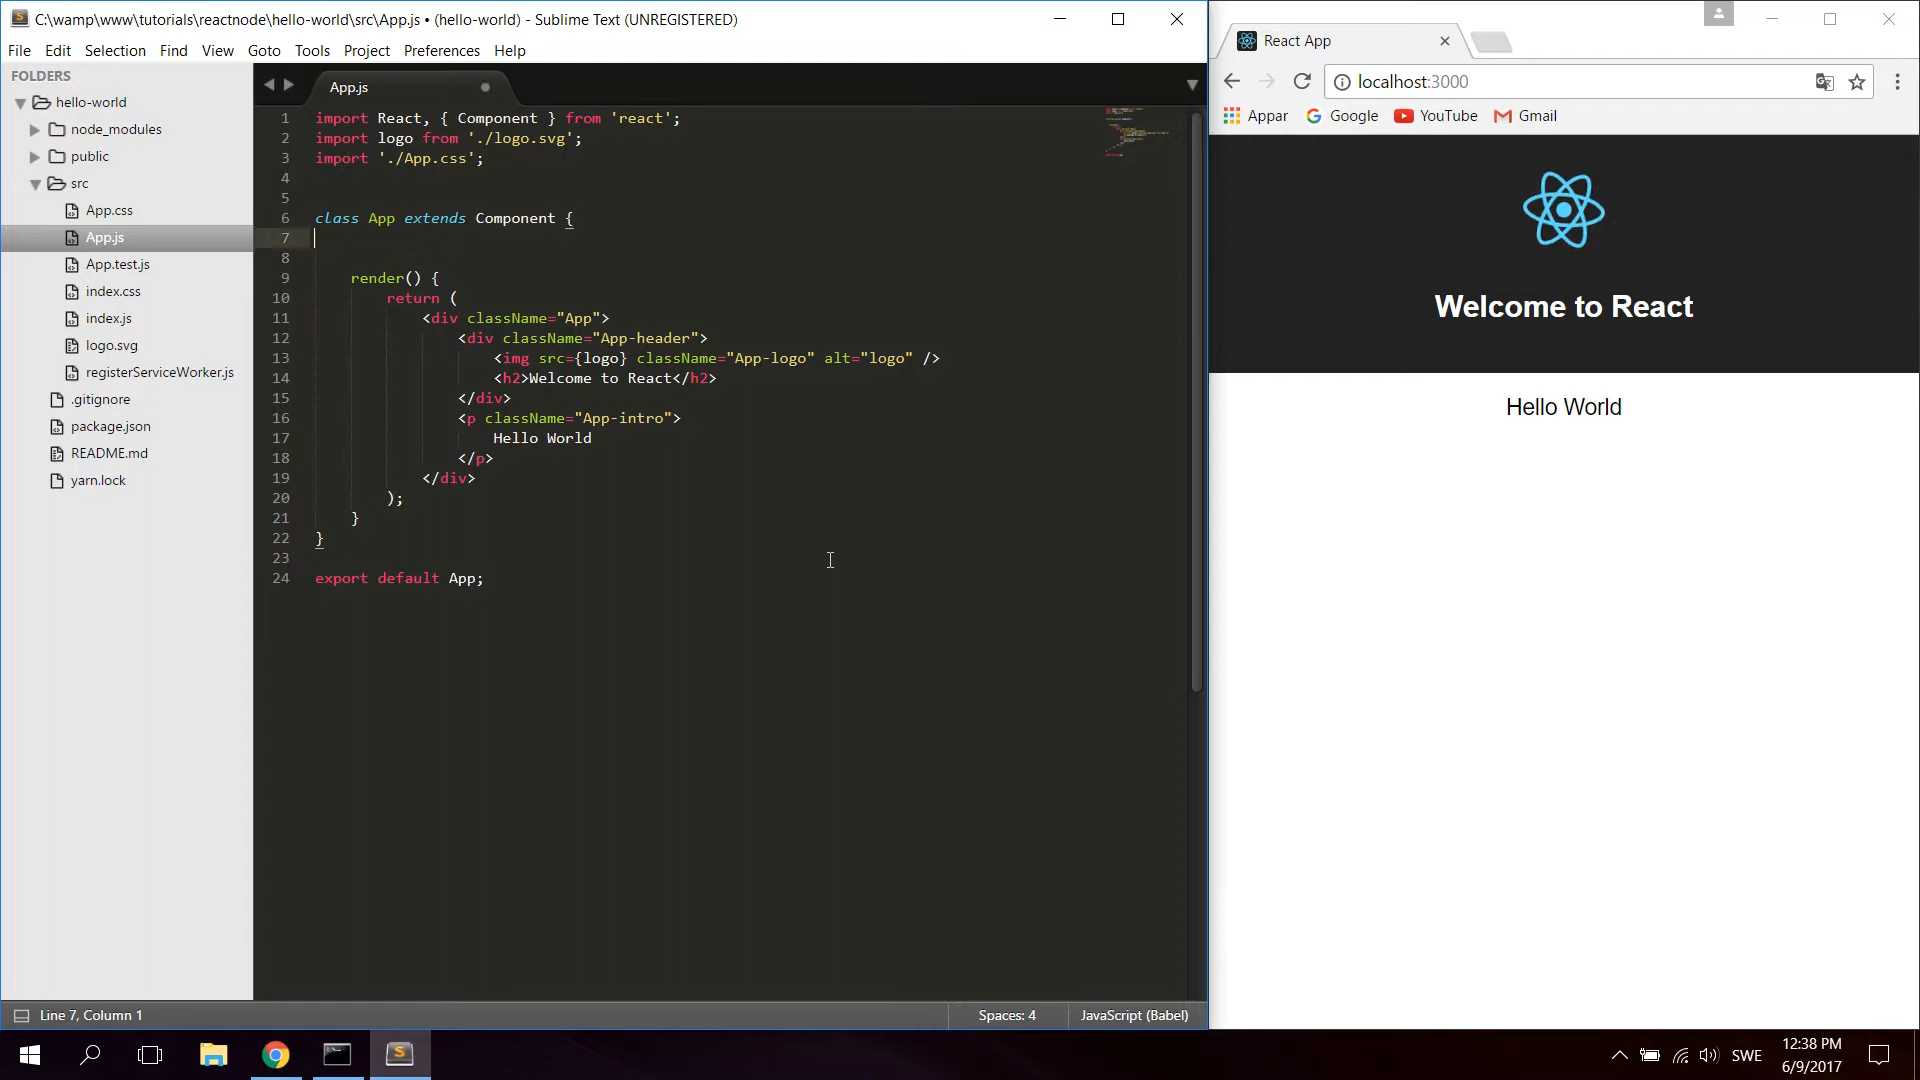 C:\wamp\www\tutorials\reactnode\hello-world\src\App.js • (hello-world) - Sublime Text (UNREGISTERED)
File Edit Selection Find View Goto Tools Project Preferences Help
FOLDERS
hello-world
node_modules
public
src
App.css
App.js
App.test.js
index.css
index.js
logo.svg
registerServiceWorker.js
.gitignore
package.json
README.md
yarn.lock
App.js
1 import React, { Component } from 'react';
2 import logo from './logo.svg';
3 import './App.css';
4
5
6 class App extends Component {
7
8
9 render() {
10 return (
11 <div className="App">
12 <div className="App-header">
13 <img src={logo} className="App-logo" alt="logo" />
14 <h2>Welcome to React</h2>
15 </div>
16 <p className="App-intro">
17 Hello World
18 </p>
19 </div>
20 );
21 }
22 }
23
24 export default App;
Line 7, Column 1
Spaces: 4
JavaScript (Babel)
React App
localhost:3000
Appar Google YouTube Gmail
Welcome to React
Hello World
SWE
12:38 PM
6/9/2017